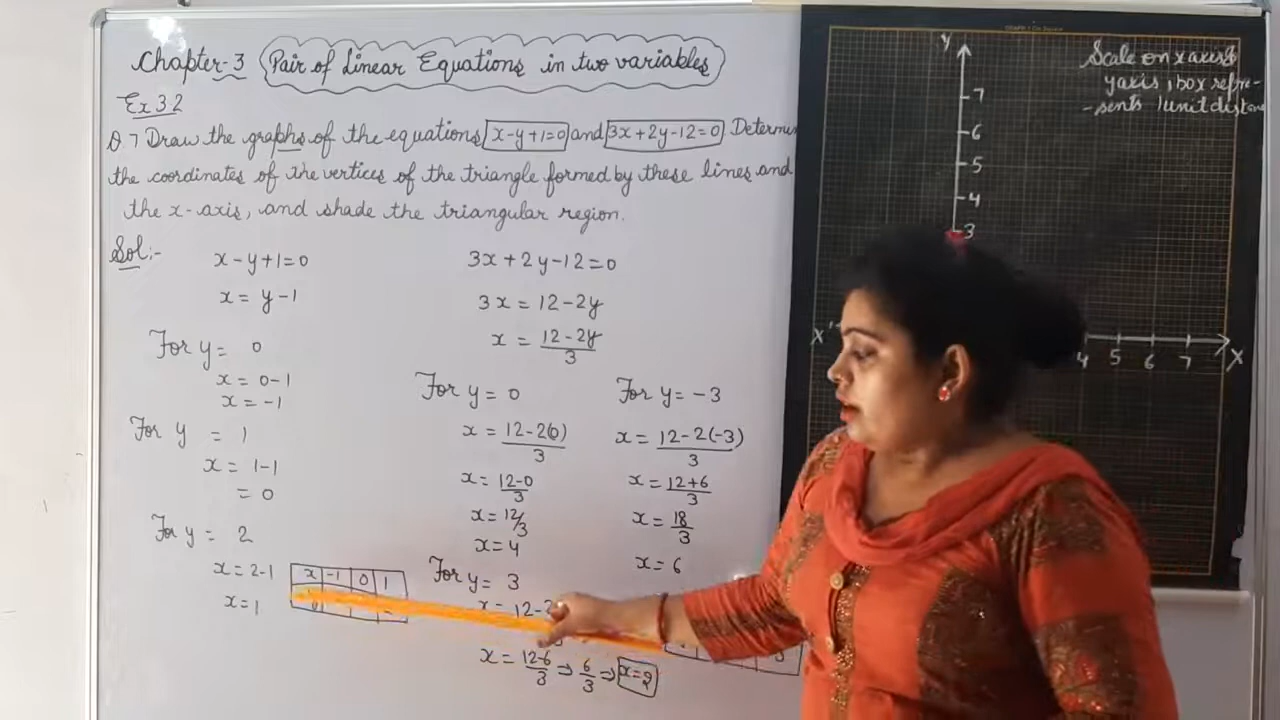 Chapter-3 Pair of Linear Equations in two variables
Ex 3.2
Q 7 Draw the graphs of the equations x-y+1=0 and 3x+2y-12=0. Determin
the coordinates of the vertices of the triangle formed by these lines and
the x-axis, and shade the triangular region.
Sol:-
x-y+1=0
x= y-1
For y= 0
x= 0-1
x= -1
For y = 1
x= 1-1
= 0
For y= 2
x= 2-1
x=1
x -1 0 1
3x+2y-12=0
3x = 12-2y
x = 12-2y/3
For y= 0
x= 12-2(0)/3
x= 12-0/3
x= 12/3
x=4
For y= 3
x= 12-2
x= 12-6/3 ⇒ 6/3 ⇒ x=2
For y= -3
x= 12-2(-3)/3
x= 12+6/3
x= 18/3
x= 6
Scale on x axis &
y axis 1 box repre-
-sents 1 unit distan
Y
7
6
5
4
3
X'
4 5 6 7 X